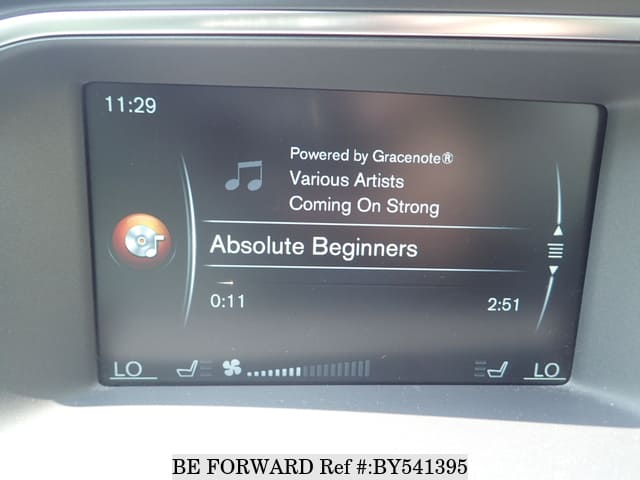 11:29
Powered by Gracenote®
Various Artists
Coming On Strong
Absolute Beginners
0:11 2:51
LO LO
BE FORWARD Ref #:BY541395